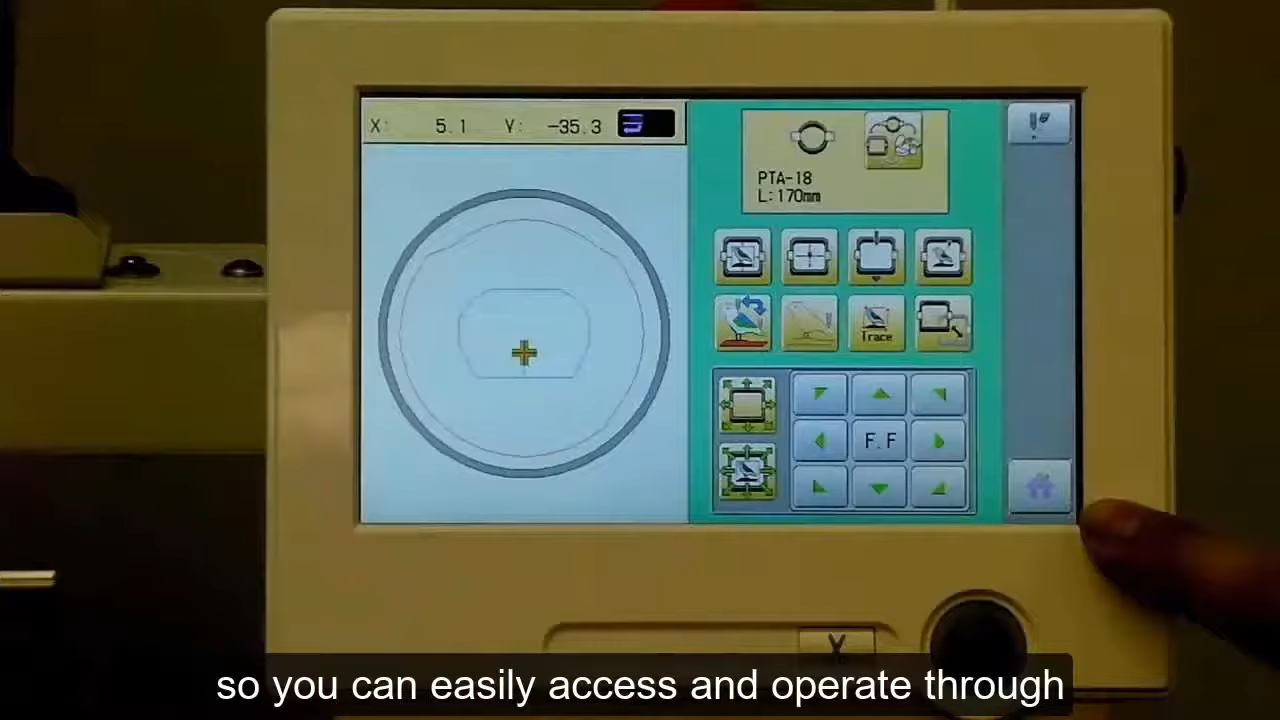 X: 5.1 Y: -35.3
PTA-18
L:170mm
Trace
F.F
so you can easily access and operate through